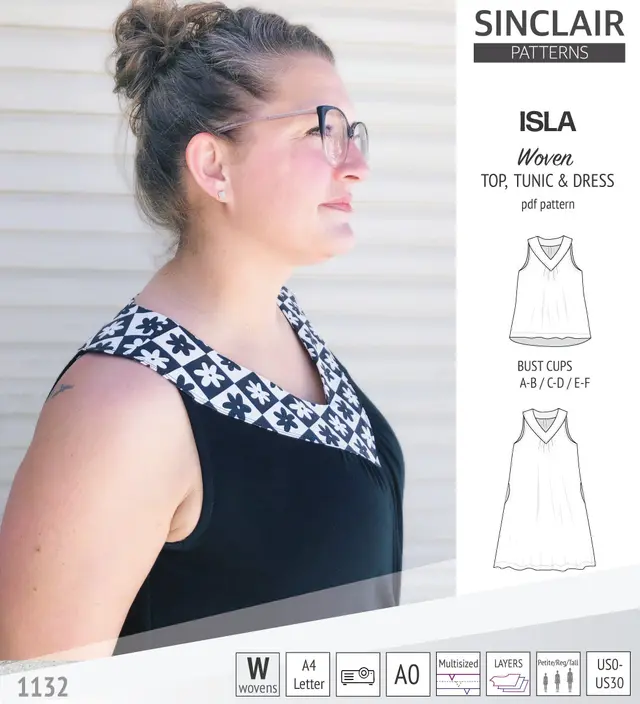 SINCLAIR
PATTERNS
ISLA
Woven
TOP, TUNIC & DRESS
pdf pattern
BUST CUPS
A-B / C-D / E-F
1132
W
wovens
A4
Letter
A0
Multisized
LAYERS
Petite/Reg/Tall
US0-
US30